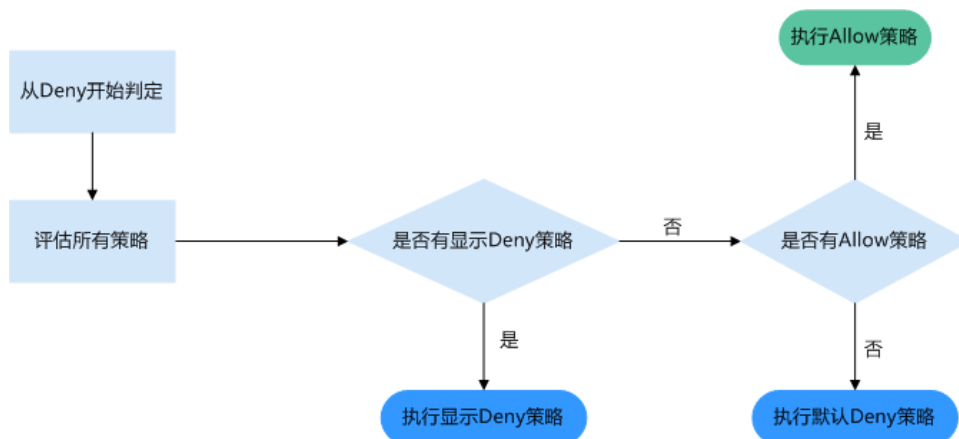 执行Allow策略
从Deny开始判定
是
评估所有策略
是否有显示Deny策略
否
是否有Allow策略
是
否
执行显示Deny策略
执行默认Deny策略